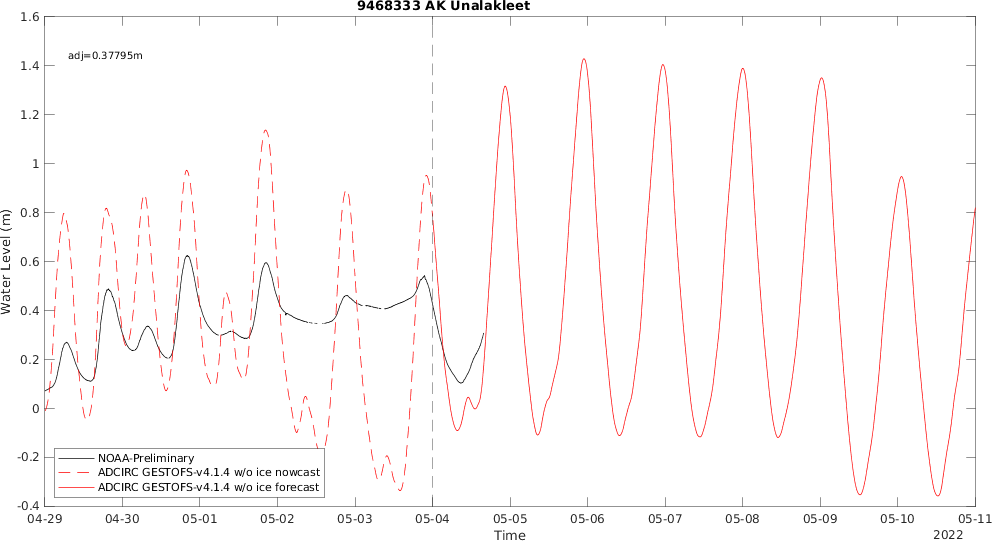 9468333 AK Unalakleet
adj=0.37795m
Water Level (m)
1.6
1.4
1.2
1
0.8
0.6
0.4
0.2
0
-0.2
-0.4
NOAA-Preliminary
ADCIRC GESTOFS-v4.1.4 w/o ice nowcast
ADCIRC GESTOFS-v4.1.4 w/o ice forecast
04-29 04-30 05-01 05-02 05-03 05-04 05-05 05-06 05-07 05-08 05-09 05-10 05-11
Time
2022